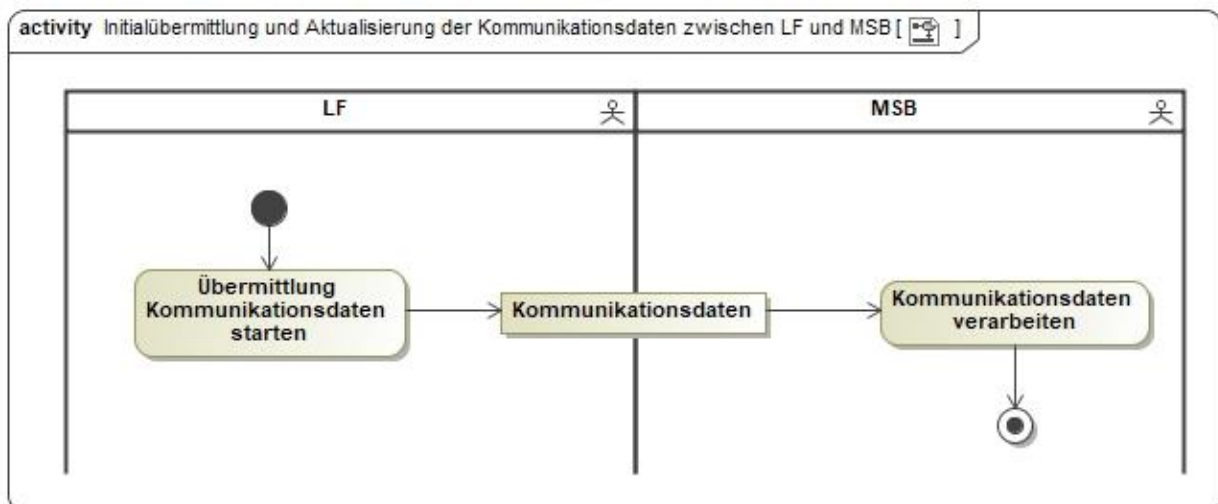 activity Initialübermittlung und Aktualisierung der Kommunikationsdaten zwischen LF und MSB [ ]
LF
MSB
Übermittlung
Kommunikationsdaten
starten
Kommunikationsdaten
Kommunikationsdaten
verarbeiten